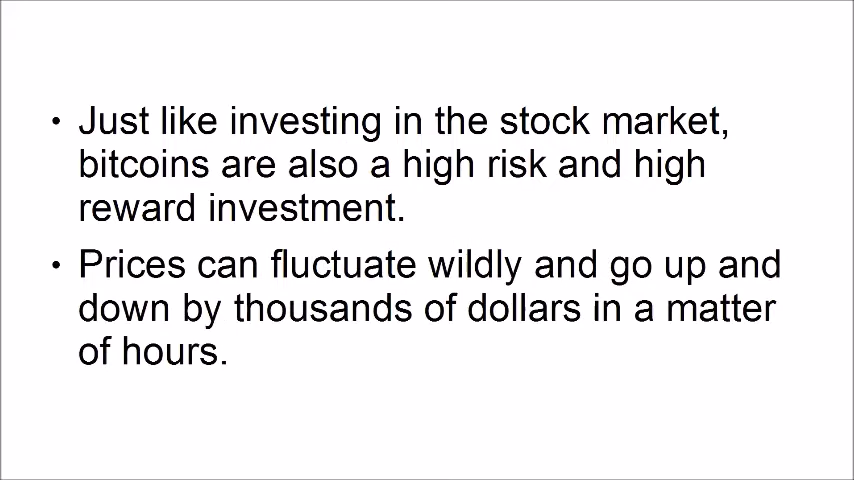 • Just like investing in the stock market,
bitcoins are also a high risk and high
reward investment.
• Prices can fluctuate wildly and go up and
down by thousands of dollars in a matter
of hours.